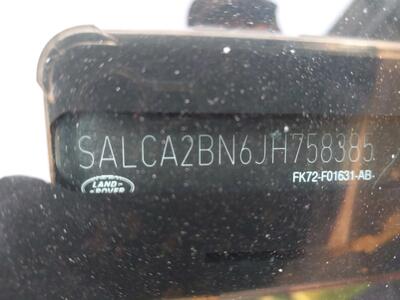 SALCA2BN6JH758385
FK72-F01631-AB-
LAND
ROVER